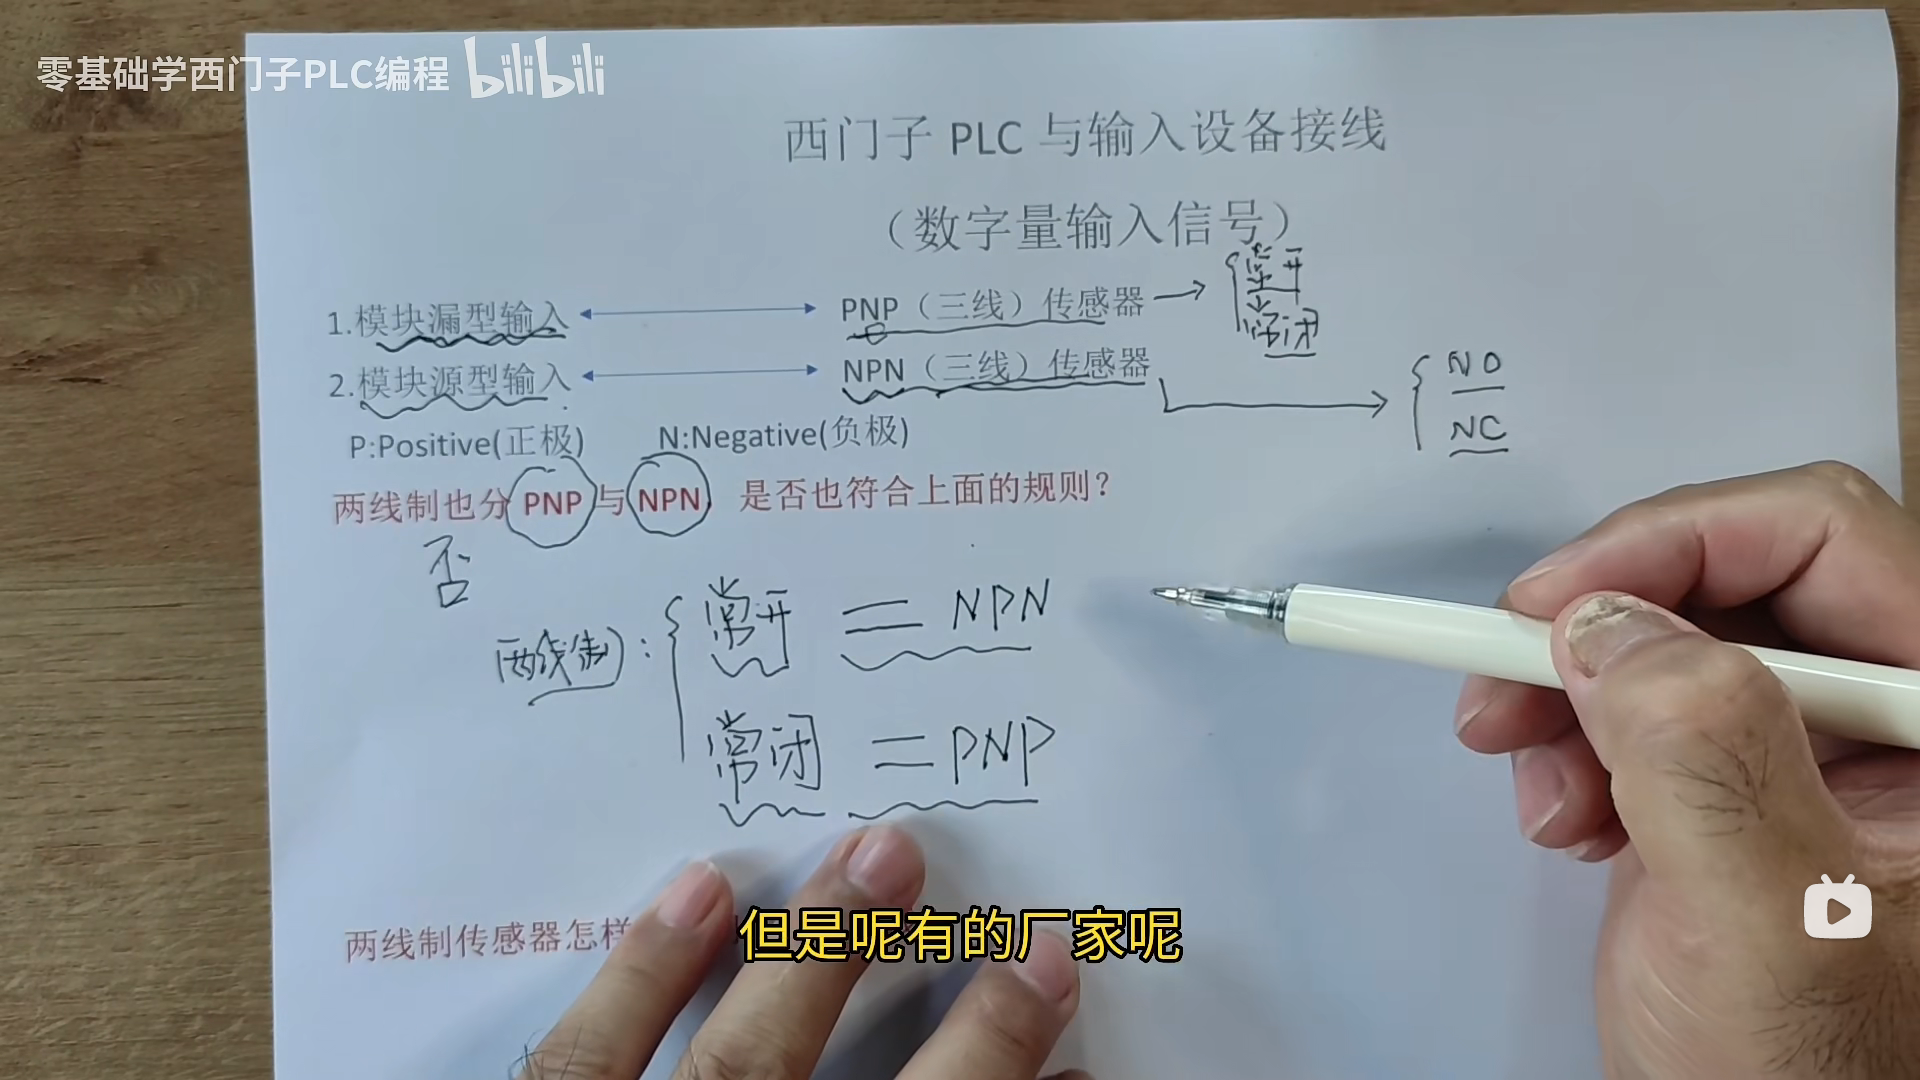 零基础学西门子PLC编程 bilibili
西门子 PLC 与输入设备接线
（数字量输入信号）
1.模块漏型输入 PNP（三线）传感器 常开
常闭
2.模块源型输入 NPN（三线）传感器 NO
NC
P:Positive(正极) N:Negative(负极)
两线制也分 PNP 与 NPN， 是否也符合上面的规则？
否
两线制: 常开 = NPN
常闭 = PNP
两线制传感器怎样
但是呢有的厂家呢